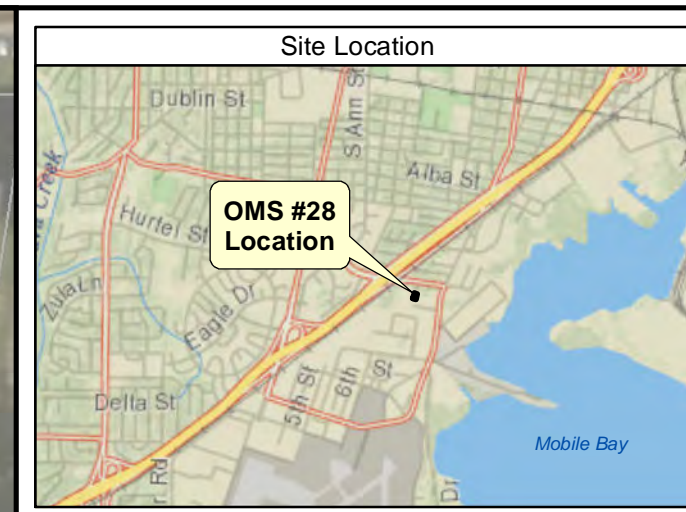 Site Location
Dublin St
S Ann St
Creek
Alba St
OMS #28
Location
Hurtel St
Zula Ln
Eagle Dr
Delta St
5th St
6th St
Mobile Bay
Rd
Dr